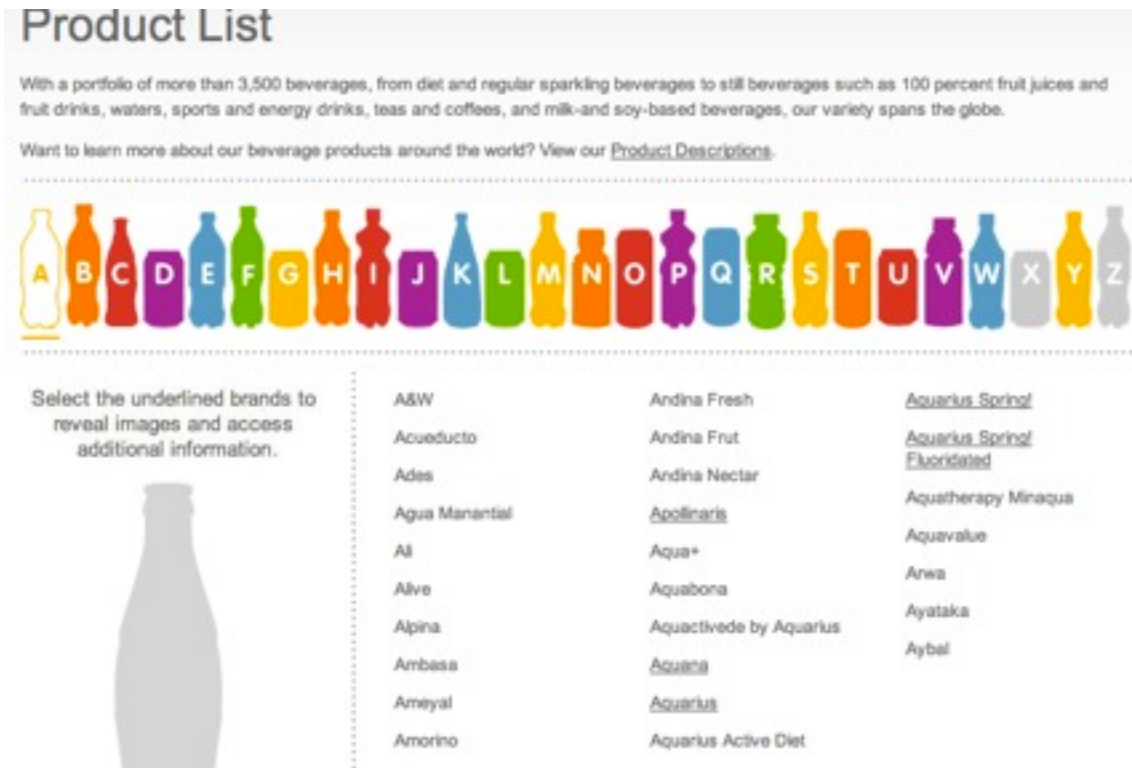 Product List
With a portfolio of more than 3,500 beverages, from diet and regular sparkling beverages to still beverages such as 100 percent fruit juices and
fruit drinks, waters, sports and energy drinks, teas and coffees, and milk-and soy-based beverages, our variety spans the globe.
Want to learn more about our beverage products around the world? View our Product Descriptions.
A B C D E F G H I J K L M N O P Q R S T U V W X Y Z
Select the underlined brands to
reveal images and access
additional information.
A&W
Acueducto
Ades
Agua Manantial
Ali
Alive
Alpina
Ambasa
Ameyal
Amorino
Andina Fresh
Andina Frut
Andina Nectar
Apollinaris
Aqua+
Aquabona
Aquactivede by Aquarius
Aquana
Aquarius
Aquarius Active Diet
Aquarius Spring!
Aquarius Spring!
Fluoridated
Aquatherapy Minaqua
Aquavalue
Arwa
Ayataka
Aybal